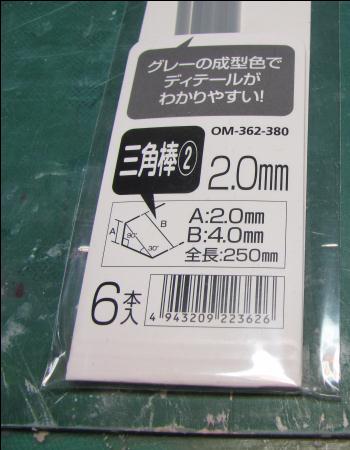 グレーの成型色で
ディテールが
わかりやすい!
OM-362-380
三角棒②
2.0mm
A
B
90°
30°
A:2.0mm
B:4.0mm
全長:250mm
6本入
4 943209 223626